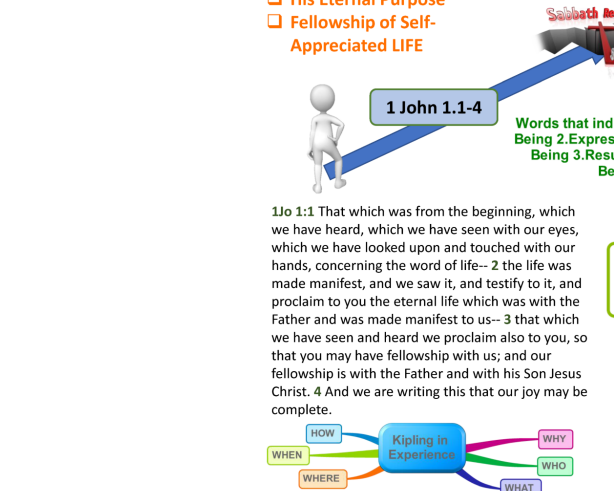 ❑ His Eternal Purpose
❑ Fellowship of Self-
Appreciated LIFE
Sabbath Re
1 John 1.1-4
Words that ind
Being 2.Expres
Being 3.Resu
Be
1Jo 1:1 That which was from the beginning, which
we have heard, which we have seen with our eyes,
which we have looked upon and touched with our
hands, concerning the word of life-- 2 the life was
made manifest, and we saw it, and testify to it, and
proclaim to you the eternal life which was with the
Father and was made manifest to us-- 3 that which
we have seen and heard we proclaim also to you, so
that you may have fellowship with us; and our
fellowship is with the Father and with his Son Jesus
Christ. 4 And we are writing this that our joy may be
complete.
HOW
WHEN
WHERE
Kipling in
Experience
WHY
WHO
WHAT